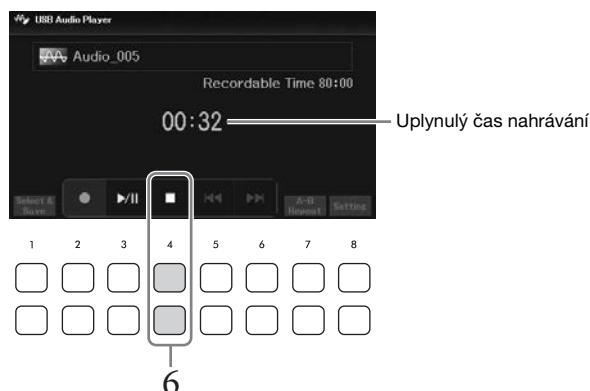 USB Audio Player
Audio_005
Recordable Time 80:00
00:32
Uplynulý čas nahrávání
Select & Save
A-B Repeat
Setting
1 2 3 4 5 6 7 8
6